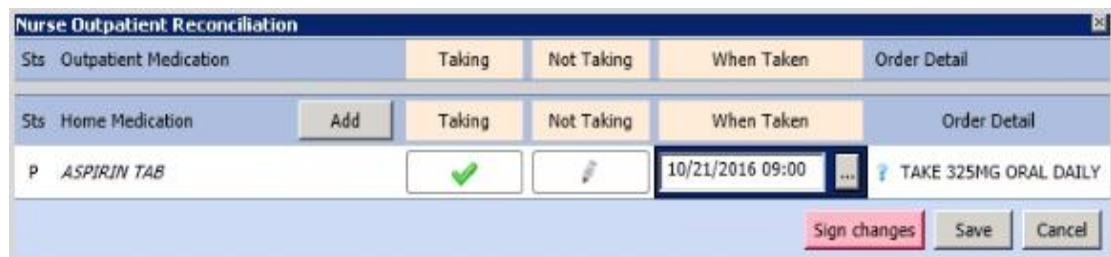 Nurse Outpatient Reconciliation
Sts Outpatient Medication Taking Not Taking When Taken Order Detail
Sts Home Medication Add Taking Not Taking When Taken Order Detail
P ASPIRIN TAB 10/21/2016 09:00 ... ? TAKE 325MG ORAL DAILY
Sign changes Save Cancel